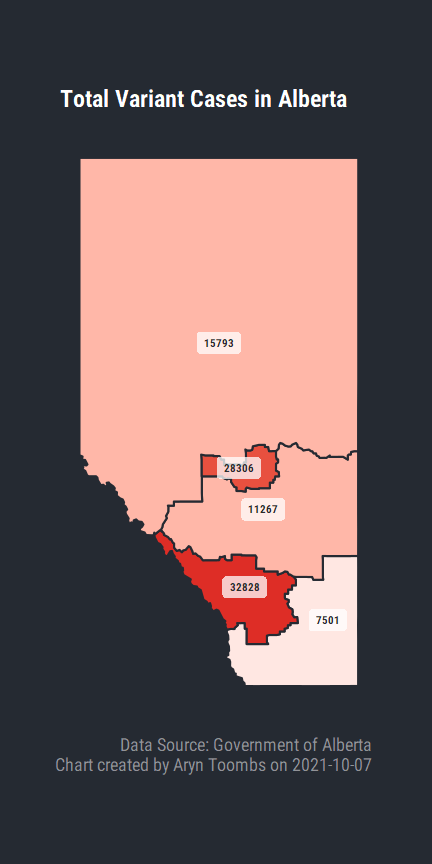 Total Variant Cases in Alberta
15793
28306
11267
32828
7501
Data Source: Government of Alberta
Chart created by Aryn Toombs on 2021-10-07